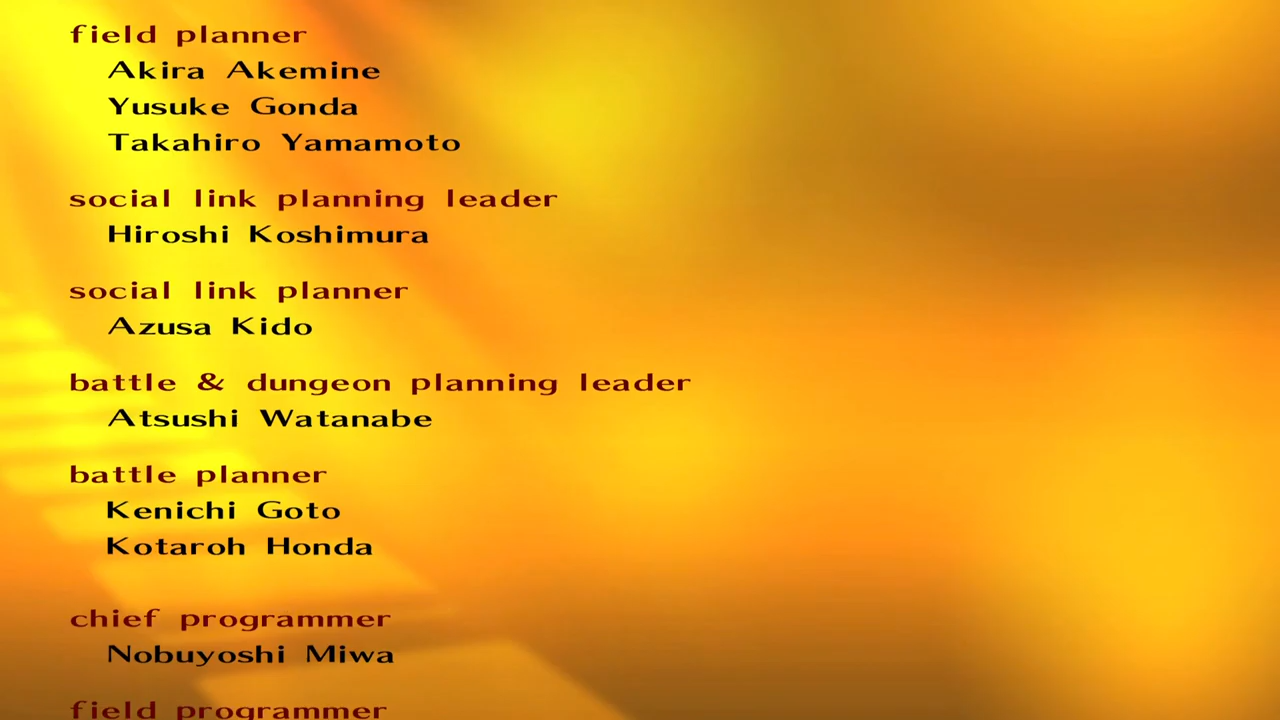 field planner
Akira Akemine
Yusuke Gonda
Takahiro Yamamoto
social link planning leader
Hiroshi Koshimura
social link planner
Azusa Kido
battle & dungeon planning leader
Atsushi Watanabe
battle planner
Kenichi Goto
Kotaroh Honda
chief programmer
Nobuyoshi Miwa
field programmer